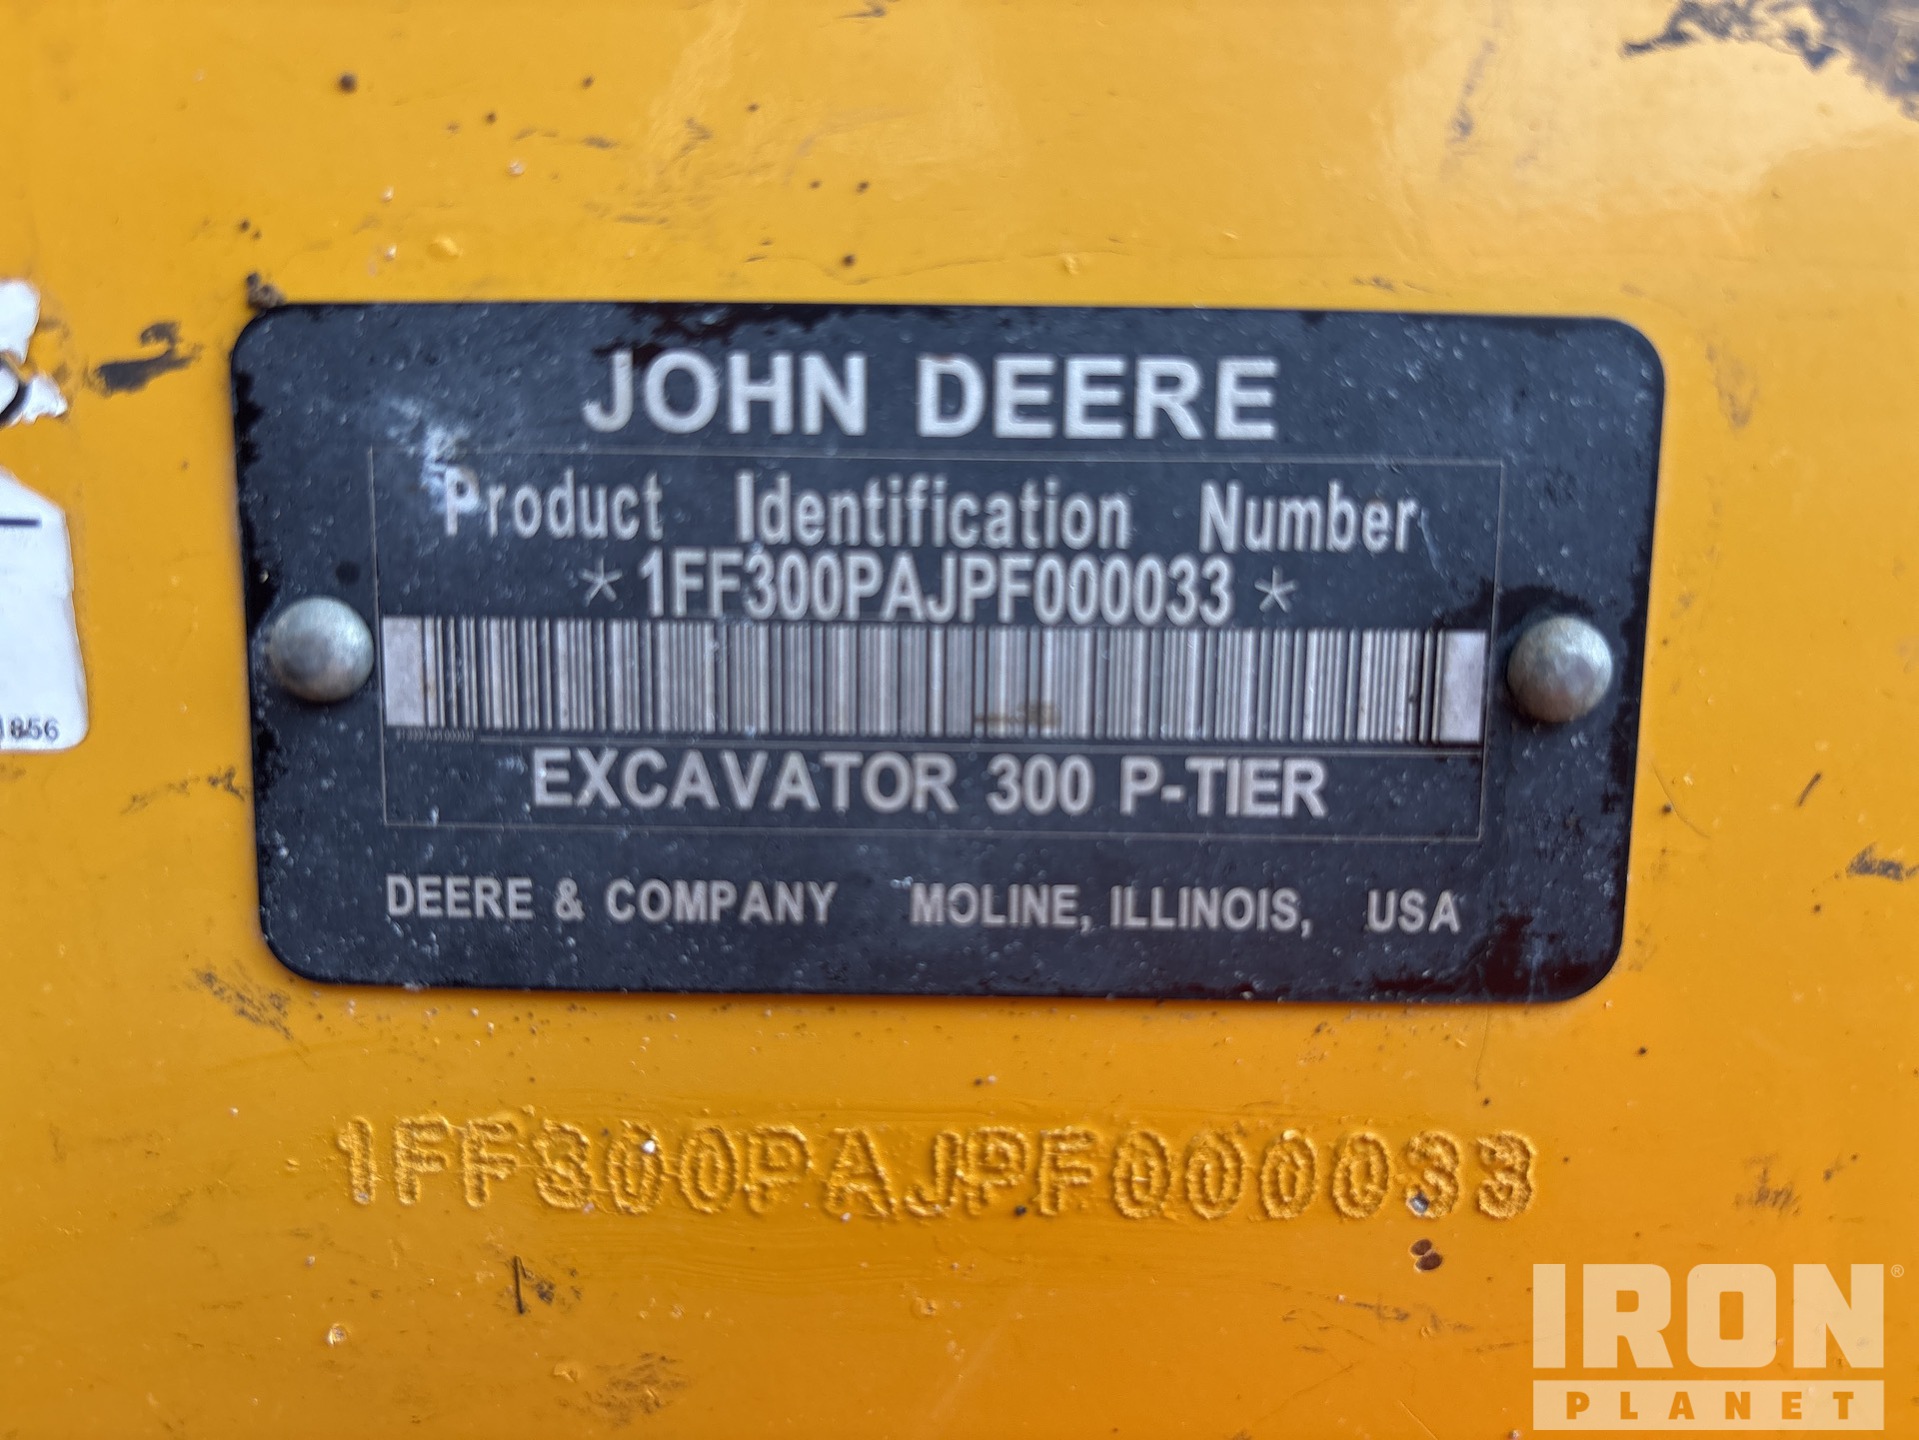 JOHN DEERE
Product Identification Number
* 1FF300PAJPF000033 *
EXCAVATOR 300 P-TIER
DEERE & COMPANY MOLINE, ILLINOIS, USA
1856
1FF300PAJPF000033
IRON®
PLANET